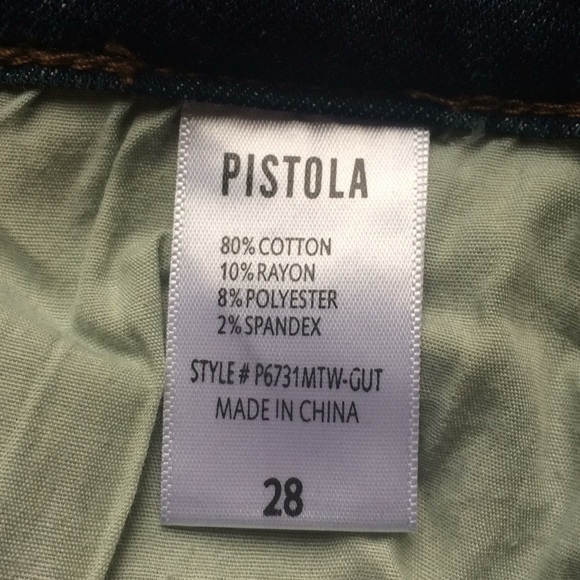 PISTOLA
80% COTTON
10% RAYON
8% POLYESTER
2% SPANDEX
STYLE # P6731MTW-GUT
MADE IN CHINA
28